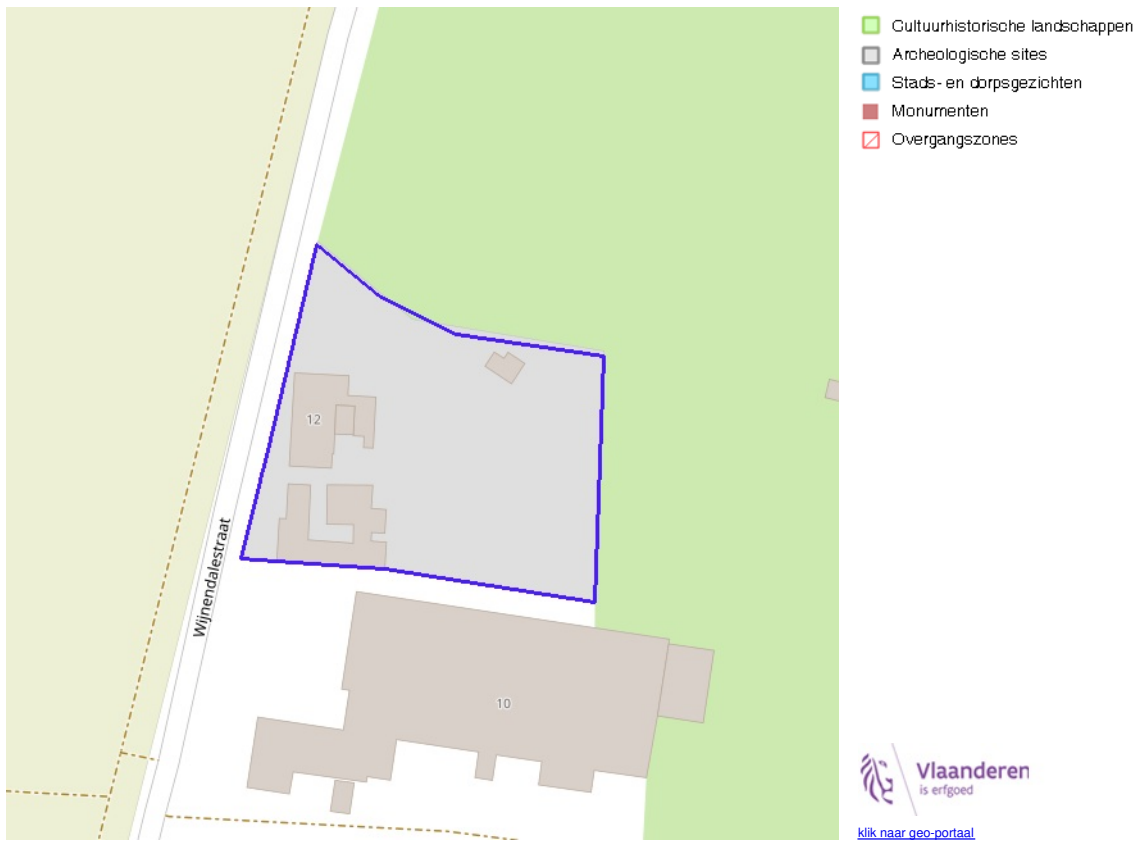 Cultuurhistorische landschappen
Archeologische sites
Stads- en dorpsgezichten
Monumenten
Overgangszones
12
Wijnendalestraat
10
Vlaanderen
is erfgoed
klik naar geo-portaal